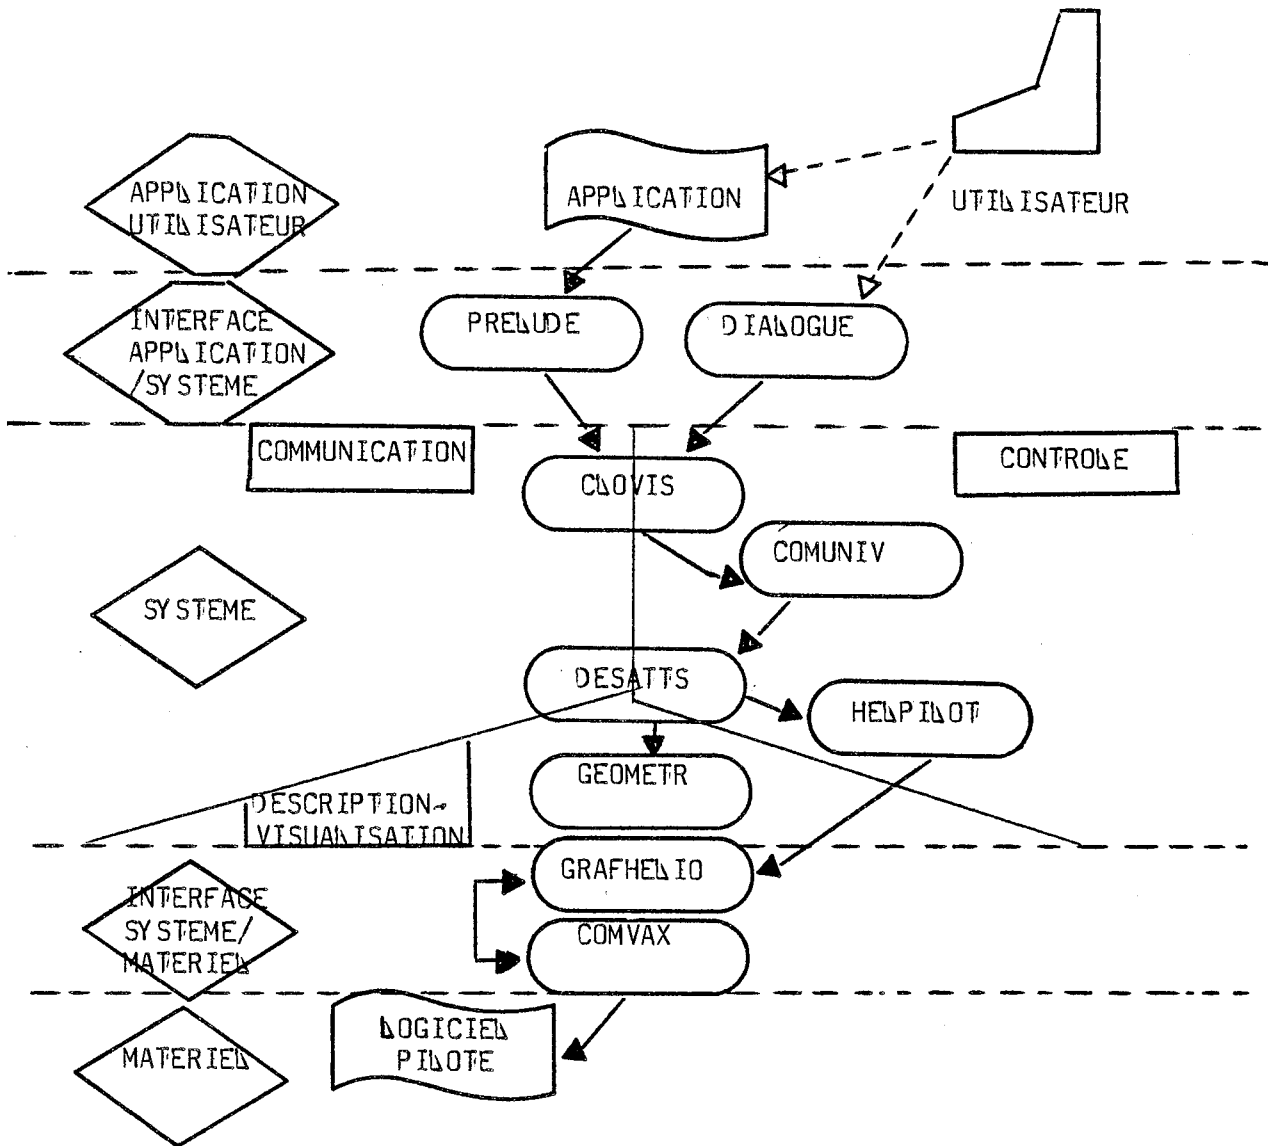 APPLICATION
UTILISATEUR
APPLICATION
UTILISATEUR
INTERFACE
APPLICATION
/SYSTEME
PRELUDE
DIALOGUE
COMMUNICATION
CONTROLE
CLOVIS
COMUNIV
SYSTEME
DESATTS
HELPILOT
GEOMETR
DESCRIPTION-
VISUALISATION
GRAFHELIO
INTERFACE
SYSTEME/
MATERIEL
COMVAX
LOGICIEL
PILOTE
MATERIEL